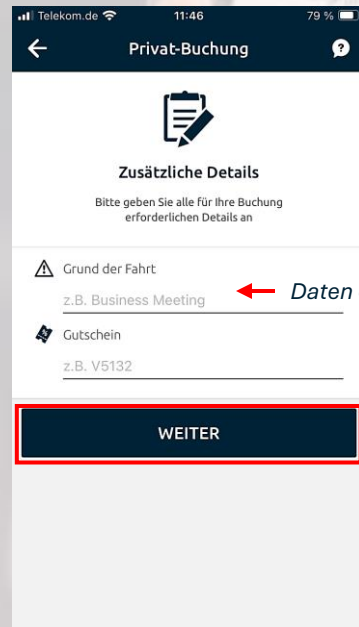 Telekom.de 11:46 79 %
Privat-Buchung ?
Zusätzliche Details
Bitte geben Sie alle für Ihre Buchung
erforderlichen Details an
Grund der Fahrt
z.B. Business Meeting
Daten
Gutschein
z.B. V5132
WEITER